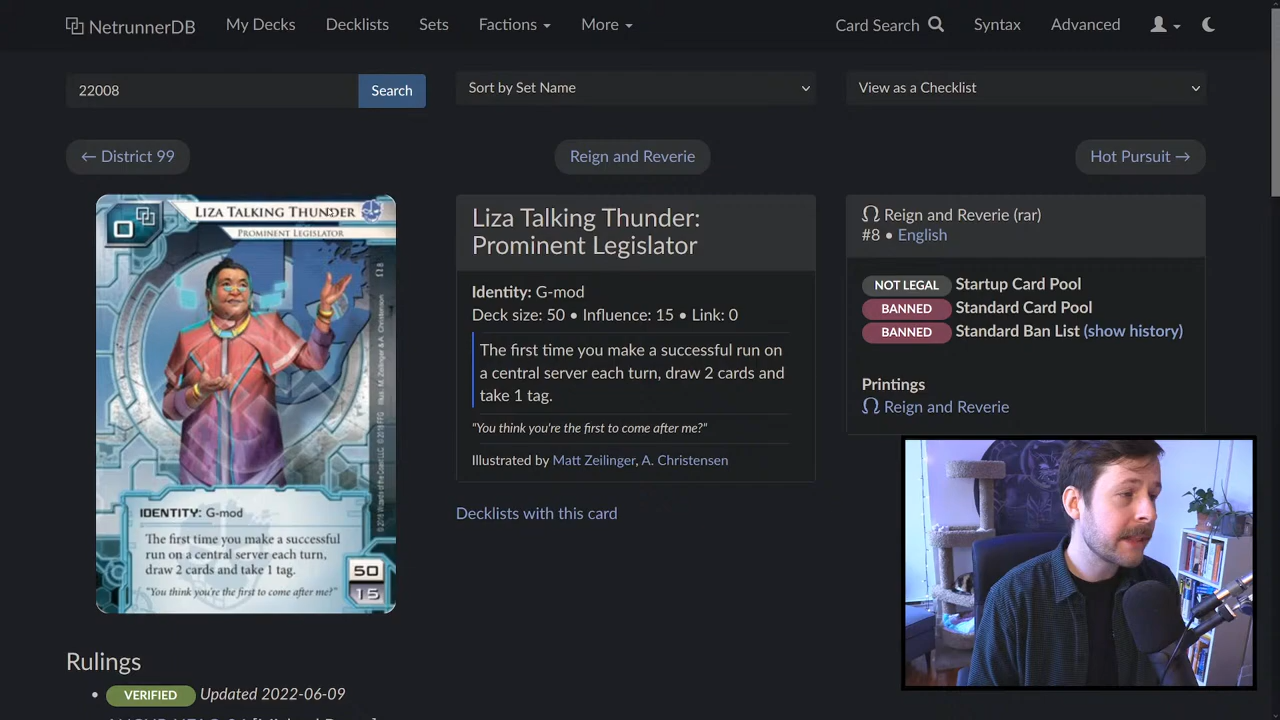 NetrunnerDB My Decks Decklists Sets Factions More Card Search Syntax Advanced
22008 Search
Sort by Set Name
View as a Checklist
← District 99
Reign and Reverie
Hot Pursuit →
0
LIZA TALKING THUNDER
PROMINENT LEGISLATOR
IDENTITY: G-mod
The first time you make a successful
run on a central server each turn,
draw 2 cards and take 1 tag.
"You think you're the first to come after me?"
50
15
Liza Talking Thunder:
Prominent Legislator
Identity: G-mod
Deck size: 50 • Influence: 15 • Link: 0
The first time you make a successful run on
a central server each turn, draw 2 cards and
take 1 tag.
"You think you're the first to come after me?"
Illustrated by Matt Zeilinger, A. Christensen
Decklists with this card
Reign and Reverie (rar)
#8 • English
NOT LEGAL Startup Card Pool
BANNED Standard Card Pool
BANNED Standard Ban List (show history)
Printings
Reign and Reverie
Rulings
• VERIFIED Updated 2022-06-09